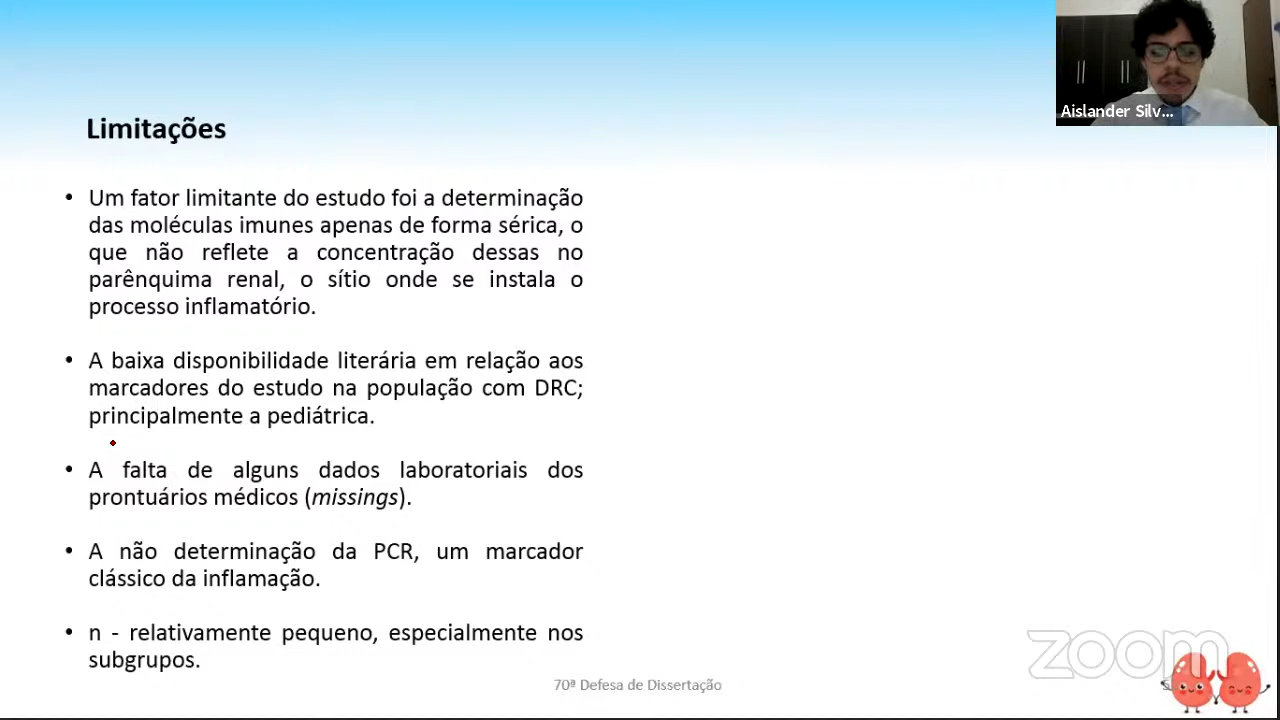 Aislander Silv...
Limitações
• Um fator limitante do estudo foi a determinação
das moléculas imunes apenas de forma sérica, o
que não reflete a concentração dessas no
parênquima renal, o sítio onde se instala o
processo inflamatório.
• A baixa disponibilidade literária em relação aos
marcadores do estudo na população com DRC;
principalmente a pediátrica.
• A falta de alguns dados laboratoriais dos
prontuários médicos (missings).
• A não determinação da PCR, um marcador
clássico da inflamação.
• n - relativamente pequeno, especialmente nos
subgrupos.
70ª Defesa de Dissertação
zoom